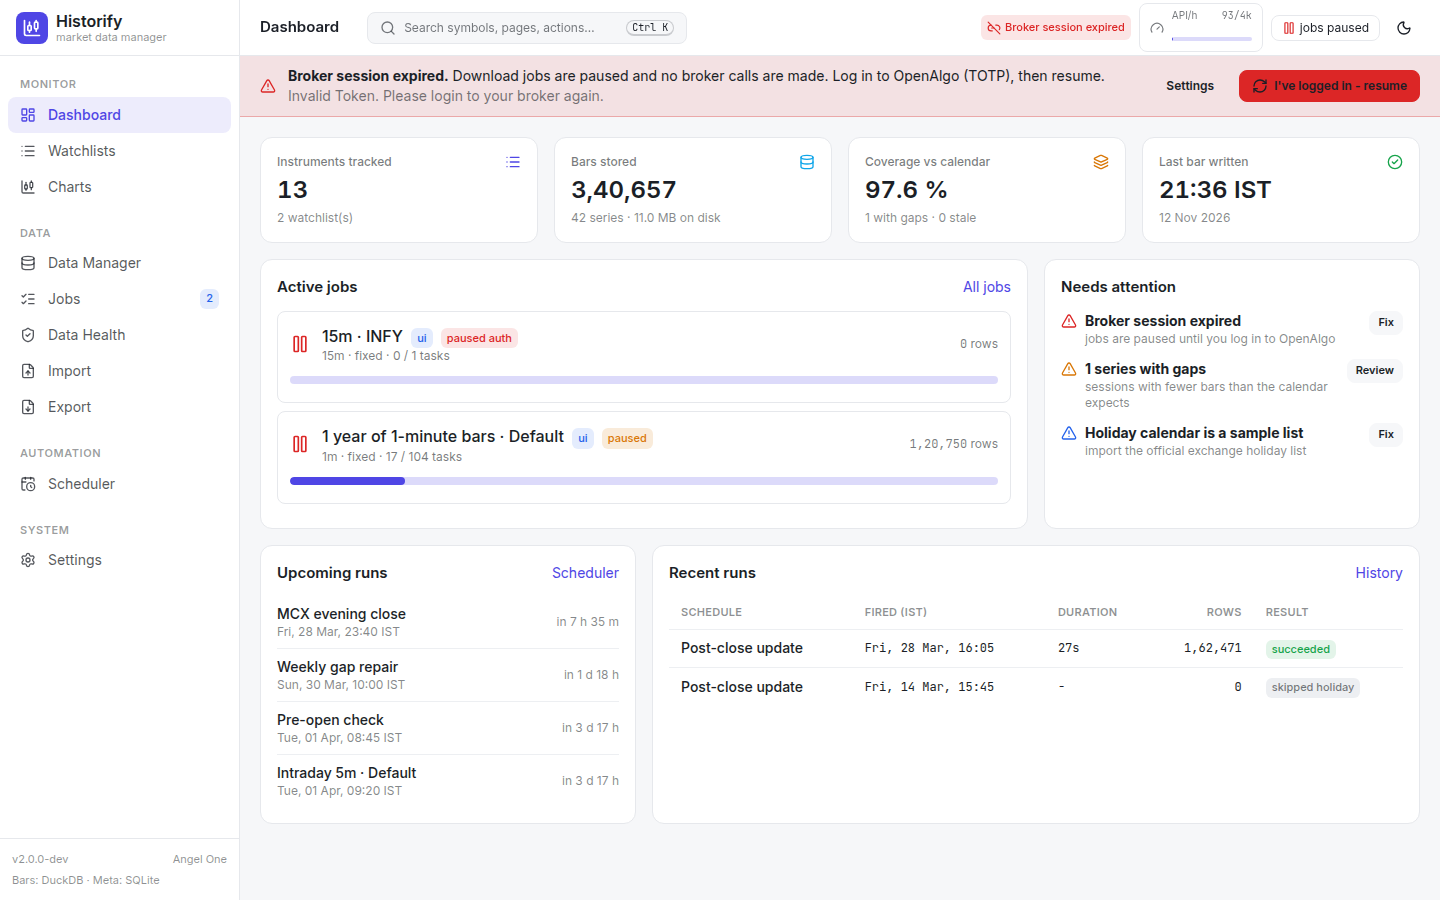 Historify
market data manager
MONITOR
Dashboard
Watchlists
Charts
DATA
Data Manager
Jobs 2
Data Health
Import
Export
AUTOMATION
Scheduler
SYSTEM
Settings
v2.0.0-dev Angel One
Bars: DuckDB · Meta: SQLite
Dashboard
Search symbols, pages, actions... Ctrl K
Broker session expired
API/h 93/4k
jobs paused
Broker session expired. Download jobs are paused and no broker calls are made. Log in to OpenAlgo (TOTP), then resume.
Invalid Token. Please login to your broker again.
Settings
I've logged in - resume
Instruments tracked
13
2 watchlist(s)
Bars stored
3,40,657
42 series · 11.0 MB on disk
Coverage vs calendar
97.6 %
1 with gaps · 0 stale
Last bar written
21:36 IST
12 Nov 2026
Active jobs All jobs
15m · INFY ui paused auth
15m · fixed · 0 / 1 tasks
0 rows
1 year of 1-minute bars · Default ui paused
1m · fixed · 17 / 104 tasks
1,20,750 rows
Needs attention
Broker session expired
jobs are paused until you log in to OpenAlgo
Fix
1 series with gaps
sessions with fewer bars than the calendar
expects
Review
Holiday calendar is a sample list
import the official exchange holiday list
Fix
Upcoming runs Scheduler
MCX evening close
Fri, 28 Mar, 23:40 IST
in 7 h 35 m
Weekly gap repair
Sun, 30 Mar, 10:00 IST
in 1 d 18 h
Pre-open check
Tue, 01 Apr, 08:45 IST
in 3 d 17 h
Intraday 5m · Default
Tue, 01 Apr, 09:20 IST
in 3 d 17 h
Recent runs History
SCHEDULE FIRED (IST) DURATION ROWS RESULT
Post-close update Fri, 28 Mar, 16:05 27s 1,62,471 succeeded
Post-close update Fri, 14 Mar, 15:45 - 0 skipped holiday